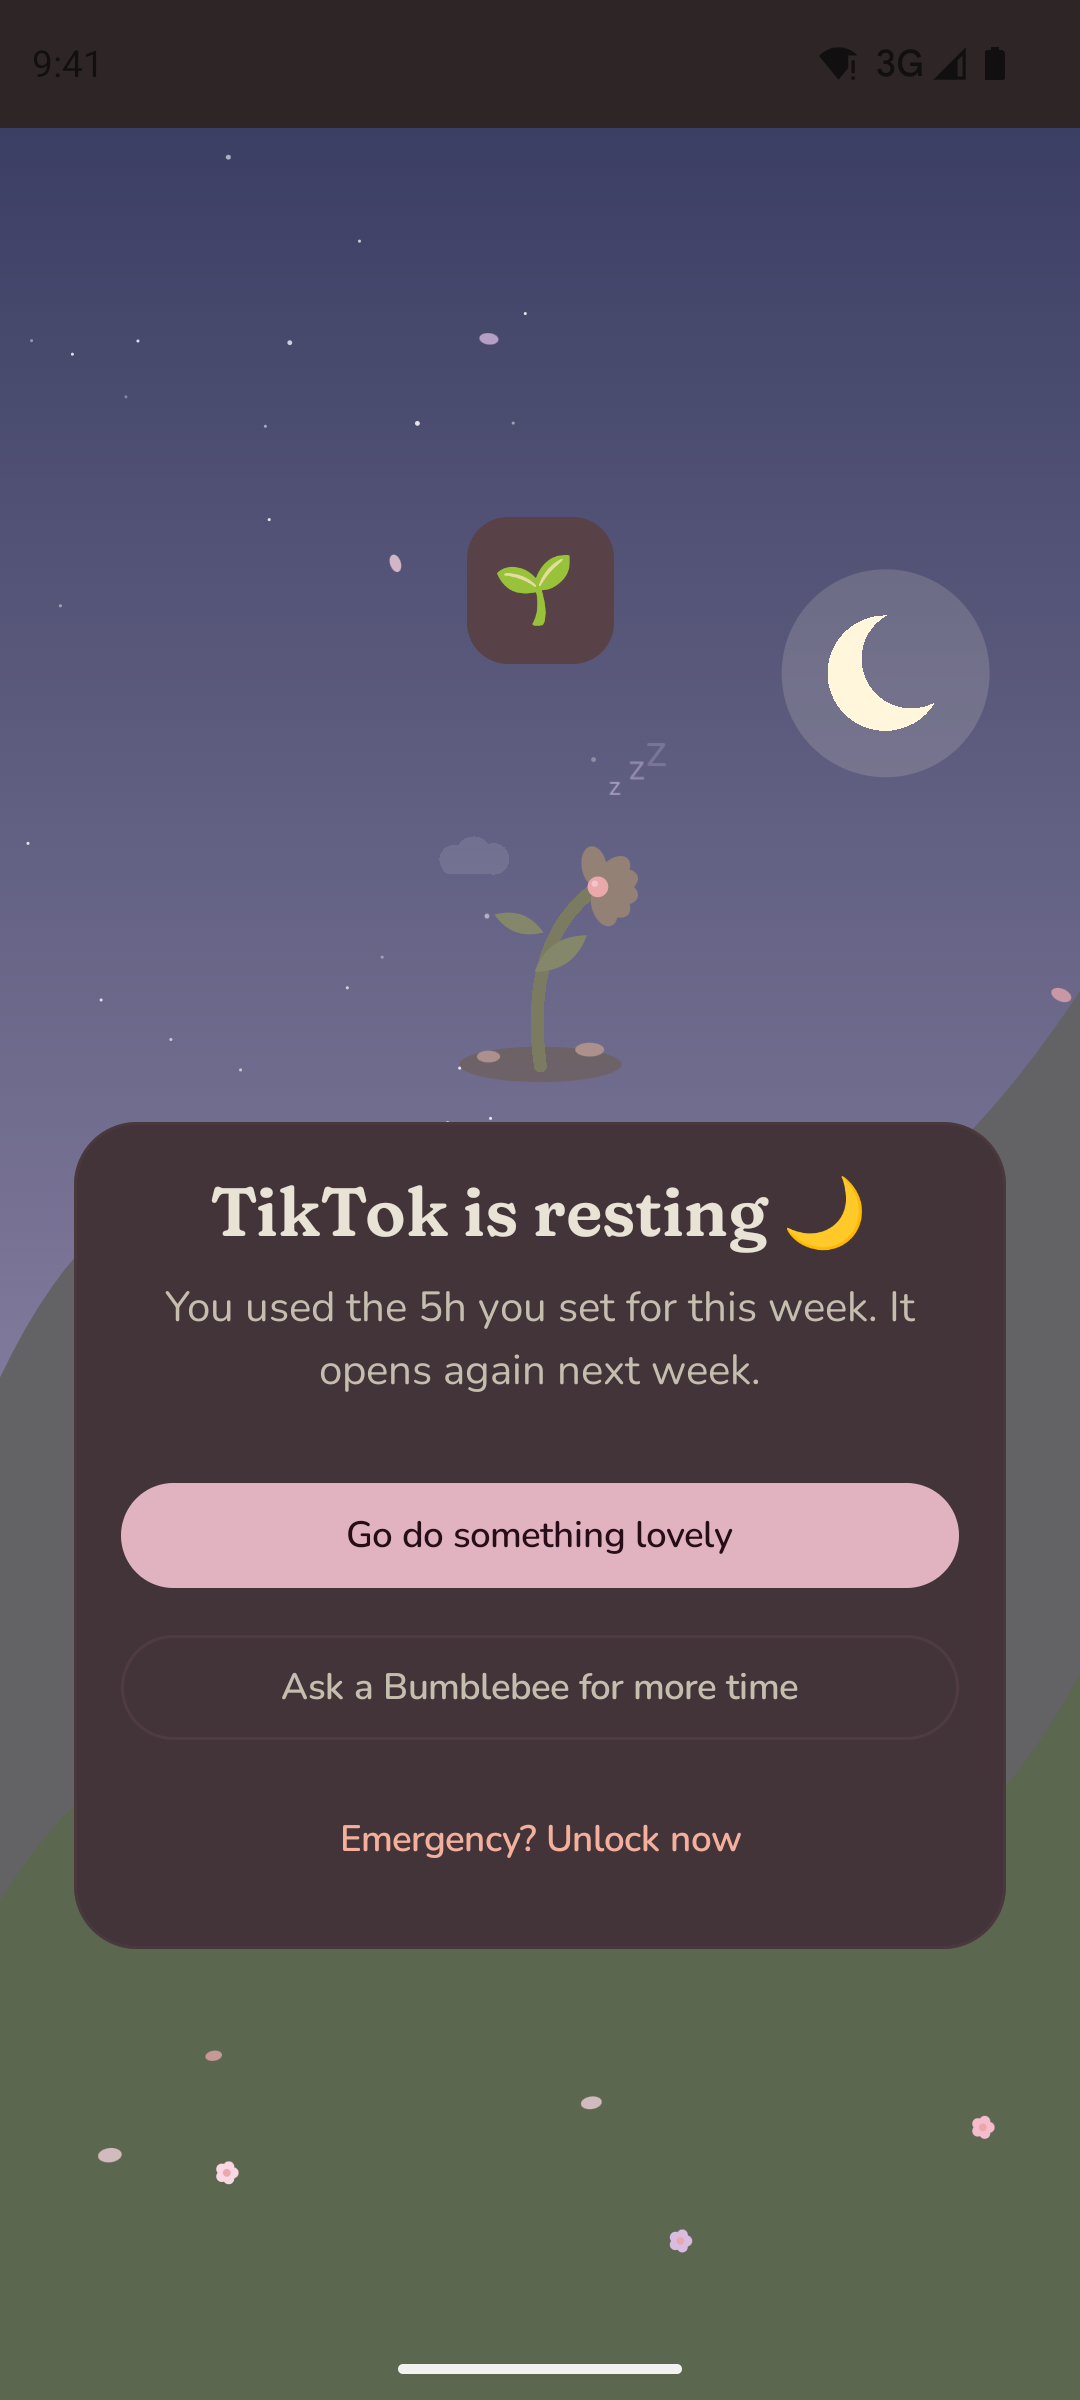 9:41
3G
z z Z
TikTok is resting 🌙
You used the 5h you set for this week. It
opens again next week.
Go do something lovely
Ask a Bumblebee for more time
Emergency? Unlock now